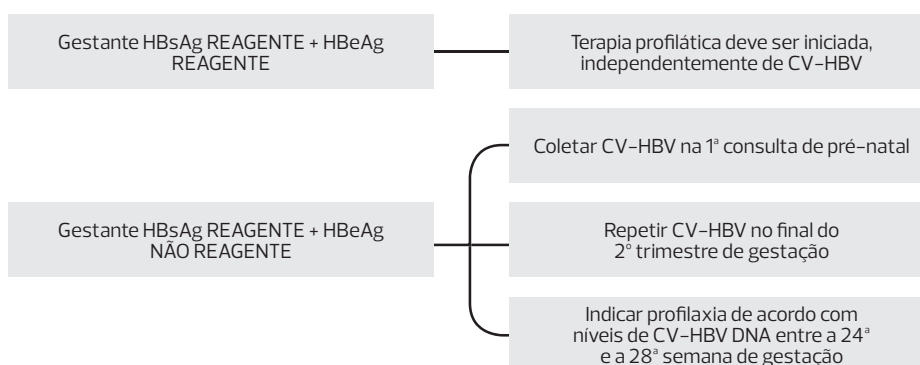 Gestante HBsAg REAGENTE + HBeAg
REAGENTE
Terapia profilática deve ser iniciada,
independentemente de CV-HBV
Gestante HBsAg REAGENTE + HBeAg
NÃO REAGENTE
Coletar CV-HBV na 1ª consulta de pré-natal
Repetir CV-HBV no final do
2º trimestre de gestação
Indicar profilaxia de acordo com
níveis de CV-HBV DNA entre a 24ª
e a 28ª semana de gestação